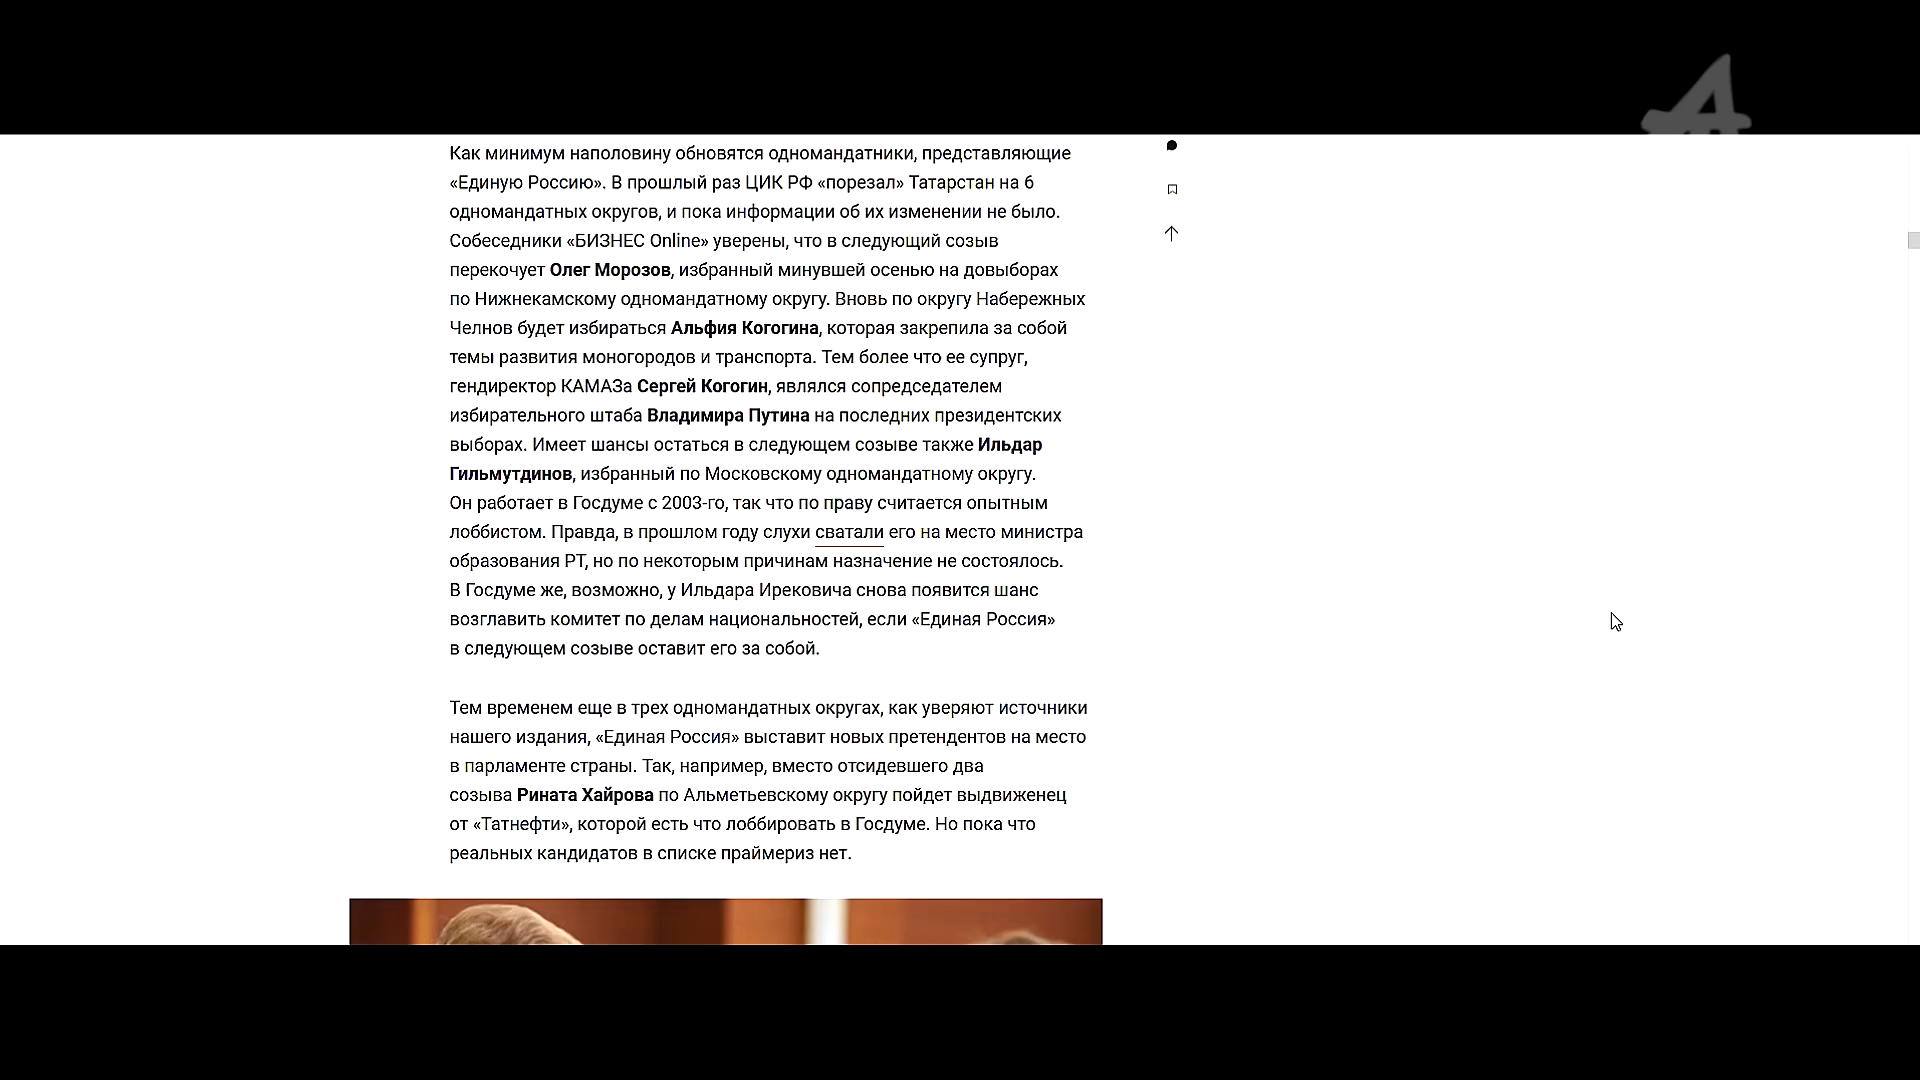 Как минимум наполовину обновятся одномандатники, представляющие
«Единую Россию». В прошлый раз ЦИК РФ «порезал» Татарстан на 6
одномандатных округов, и пока информации об их изменении не было.
Собеседники «БИЗНЕС Online» уверены, что в следующий созыв
перекочует Олег Морозов, избранный минувшей осенью на довыборах
по Нижнекамскому одномандатному округу. Вновь по округу Набережных
Челнов будет избираться Альфия Когогина, которая закрепила за собой
темы развития моногородов и транспорта. Тем более что ее супруг,
гендиректор КАМАЗа Сергей Когогин, являлся сопредседателем
избирательного штаба Владимира Путина на последних президентских
выборах. Имеет шансы остаться в следующем созыве также Ильдар
Гильмутдинов, избранный по Московскому одномандатному округу.
Он работает в Госдуме с 2003-го, так что по праву считается опытным
лоббистом. Правда, в прошлом году слухи сватали его на место министра
образования РТ, но по некоторым причинам назначение не состоялось.
В Госдуме же, возможно, у Ильдара Ирековича снова появится шанс
возглавить комитет по делам национальностей, если «Единая Россия»
в следующем созыве оставит его за собой.
Тем временем еще в трех одномандатных округах, как уверяют источники
нашего издания, «Единая Россия» выставит новых претендентов на место
в парламенте страны. Так, например, вместо отсидевшего два
созыва Рината Хайрова по Альметьевскому округу пойдет выдвиженец
от «Татнефти», которой есть что лоббировать в Госдуме. Но пока что
реальных кандидатов в списке праймериз нет.